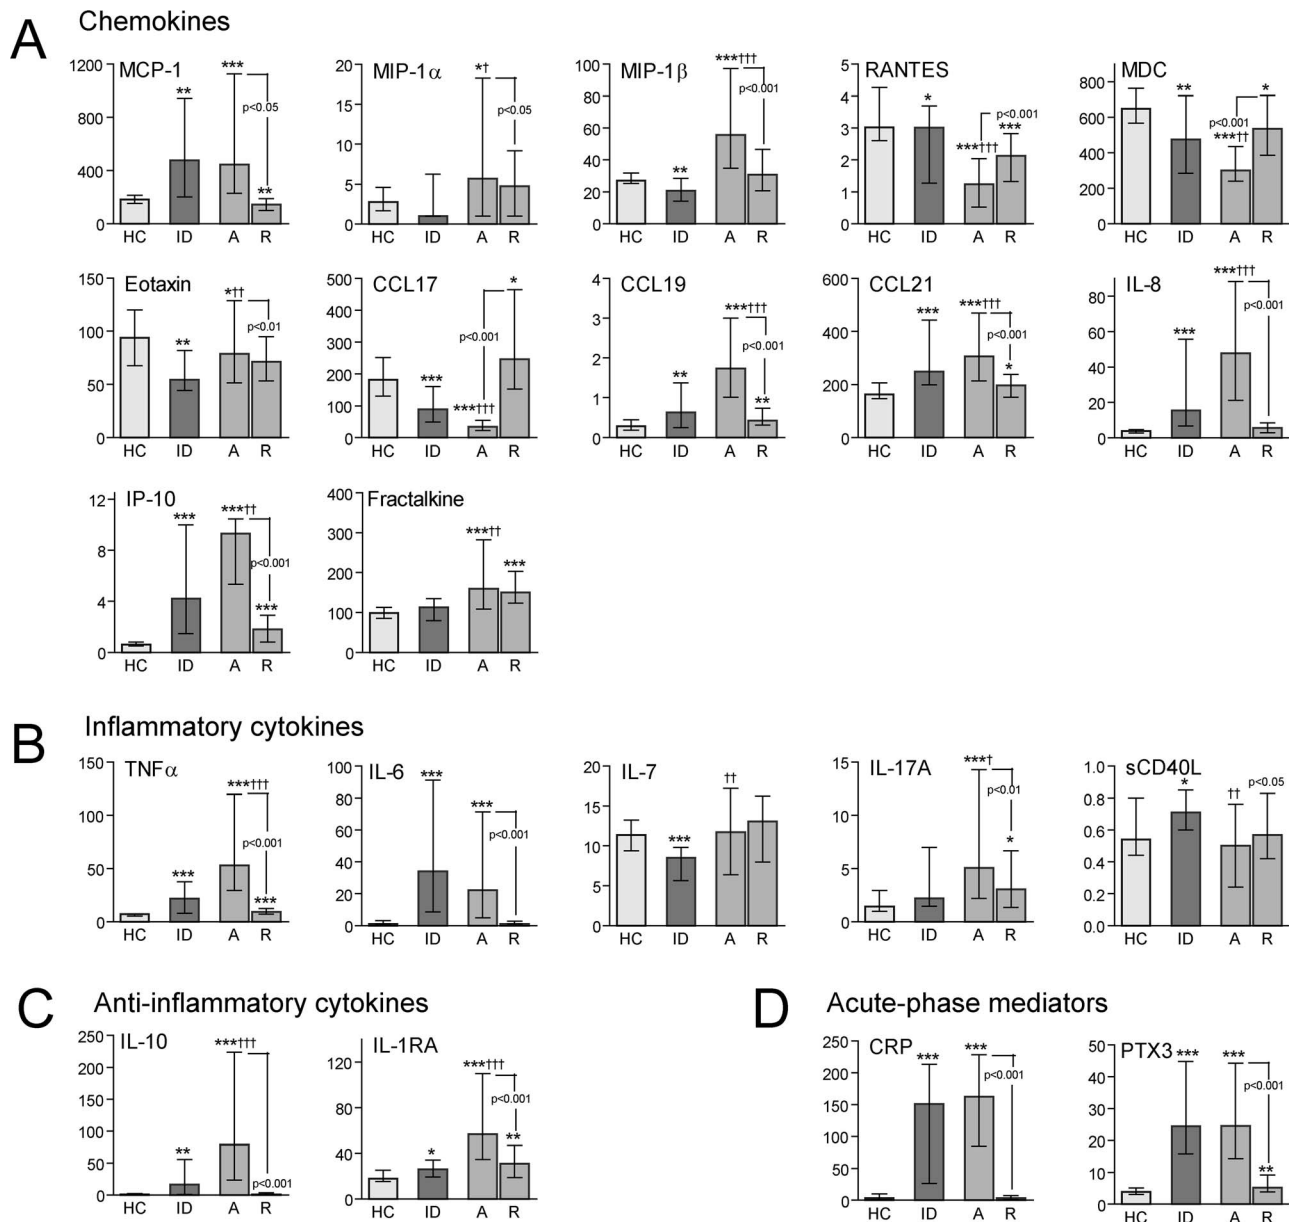 A Chemokines
MCP-1
1200
800
400
0
***
**
p<0.05
**
HC ID A R
MIP-1α
20
15
10
5
0
*†
p<0.05
HC ID A R
MIP-1β
100
80
60
40
20
0
***†††
p<0.001
**
HC ID A R
RANTES
5
4
3
2
1
0
*
p<0.001
***
***†††
HC ID A R
MDC
800
600
400
200
0
**
*
p<0.001
***††
HC ID A R
Eotaxin
150
100
50
0
*††
p<0.01
**
HC ID A R
CCL17
500
400
300
200
100
0
*
p<0.001
***
***†††
HC ID A R
CCL19
4
3
2
1
0
***†††
p<0.001
**
**
HC ID A R
CCL21
600
400
200
0
***
***†††
p<0.001
*
HC ID A R
IL-8
80
60
40
20
0
***†††
p<0.001
***
HC ID A R
IP-10
12
8
4
0
***
***††
p<0.001
***
HC ID A R
Fractalkine
400
300
200
100
0
***††
***
HC ID A R
B Inflammatory cytokines
TNFα
150
100
50
0
***†††
p<0.001
***
***
HC ID A R
IL-6
100
80
60
40
20
0
***
***
p<0.001
HC ID A R
IL-7
20
15
10
5
0
††
***
HC ID A R
IL-17A
15
10
5
0
***†
p<0.01
*
HC ID A R
sCD40L
1.0
0.8
0.6
0.4
0.2
0.0
*
††
p<0.05
HC ID A R
C Anti-inflammatory cytokines
IL-10
250
200
150
100
50
0
***†††
**
p<0.001
HC ID A R
IL-1RA
120
80
40
0
***†††
p<0.001
*
**
HC ID A R
D Acute-phase mediators
CRP
250
200
150
100
50
0
***
***
p<0.001
HC ID A R
PTX3
50
40
30
20
10
0
***
***
p<0.001
**
HC ID A R